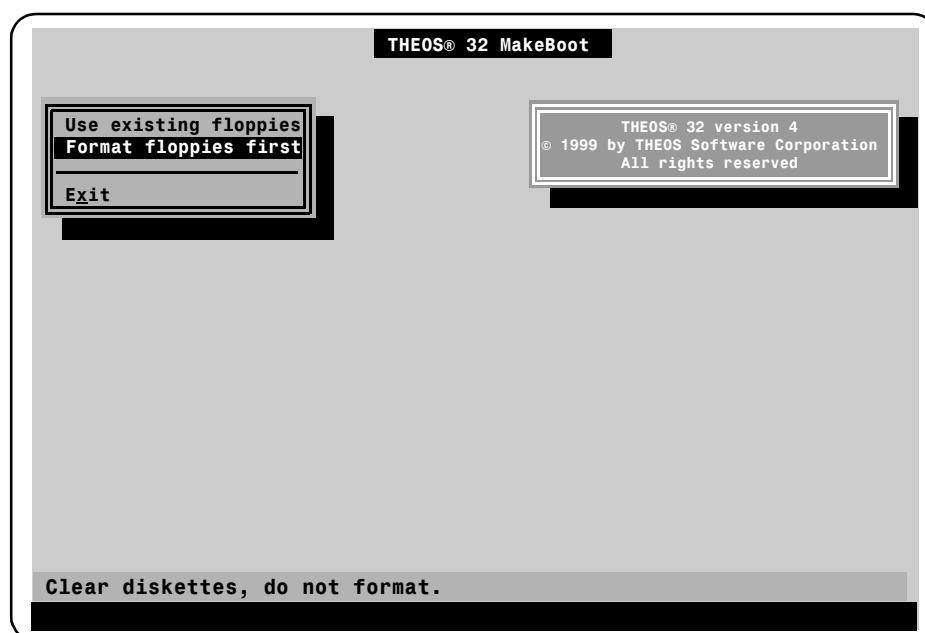 THEOS® 32 MakeBoot
Use existing floppies
Format floppies first
Exit
THEOS® 32 version 4
© 1999 by THEOS Software Corporation
All rights reserved
Clear diskettes, do not format.